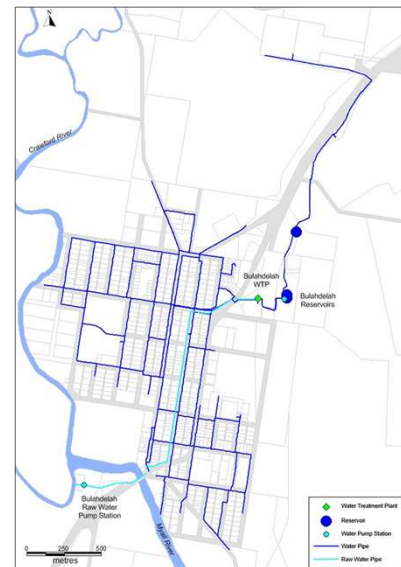 N
Crawford River
Bulahdelah
WTP
Bulahdelah
Reservoirs
Bulahdelah
Raw Water
Pump Station
Myall River
0 250 500
metres
Water Treatment Plant
Reservoir
Water Pump Station
Water Pipe
Raw Water Pipe